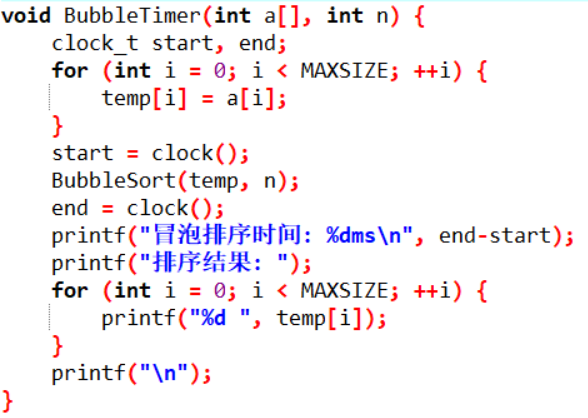 void BubbleTimer(int a[], int n) {
    clock_t start, end;
    for (int i = 0; i < MAXSIZE; ++i) {
        temp[i] = a[i];
    }
    start = clock();
    BubbleSort(temp, n);
    end = clock();
    printf("冒泡排序时间: %dms\n", end-start);
    printf("排序结果: ");
    for (int i = 0; i < MAXSIZE; ++i) {
        printf("%d ", temp[i]);
    }
    printf("\n");
}